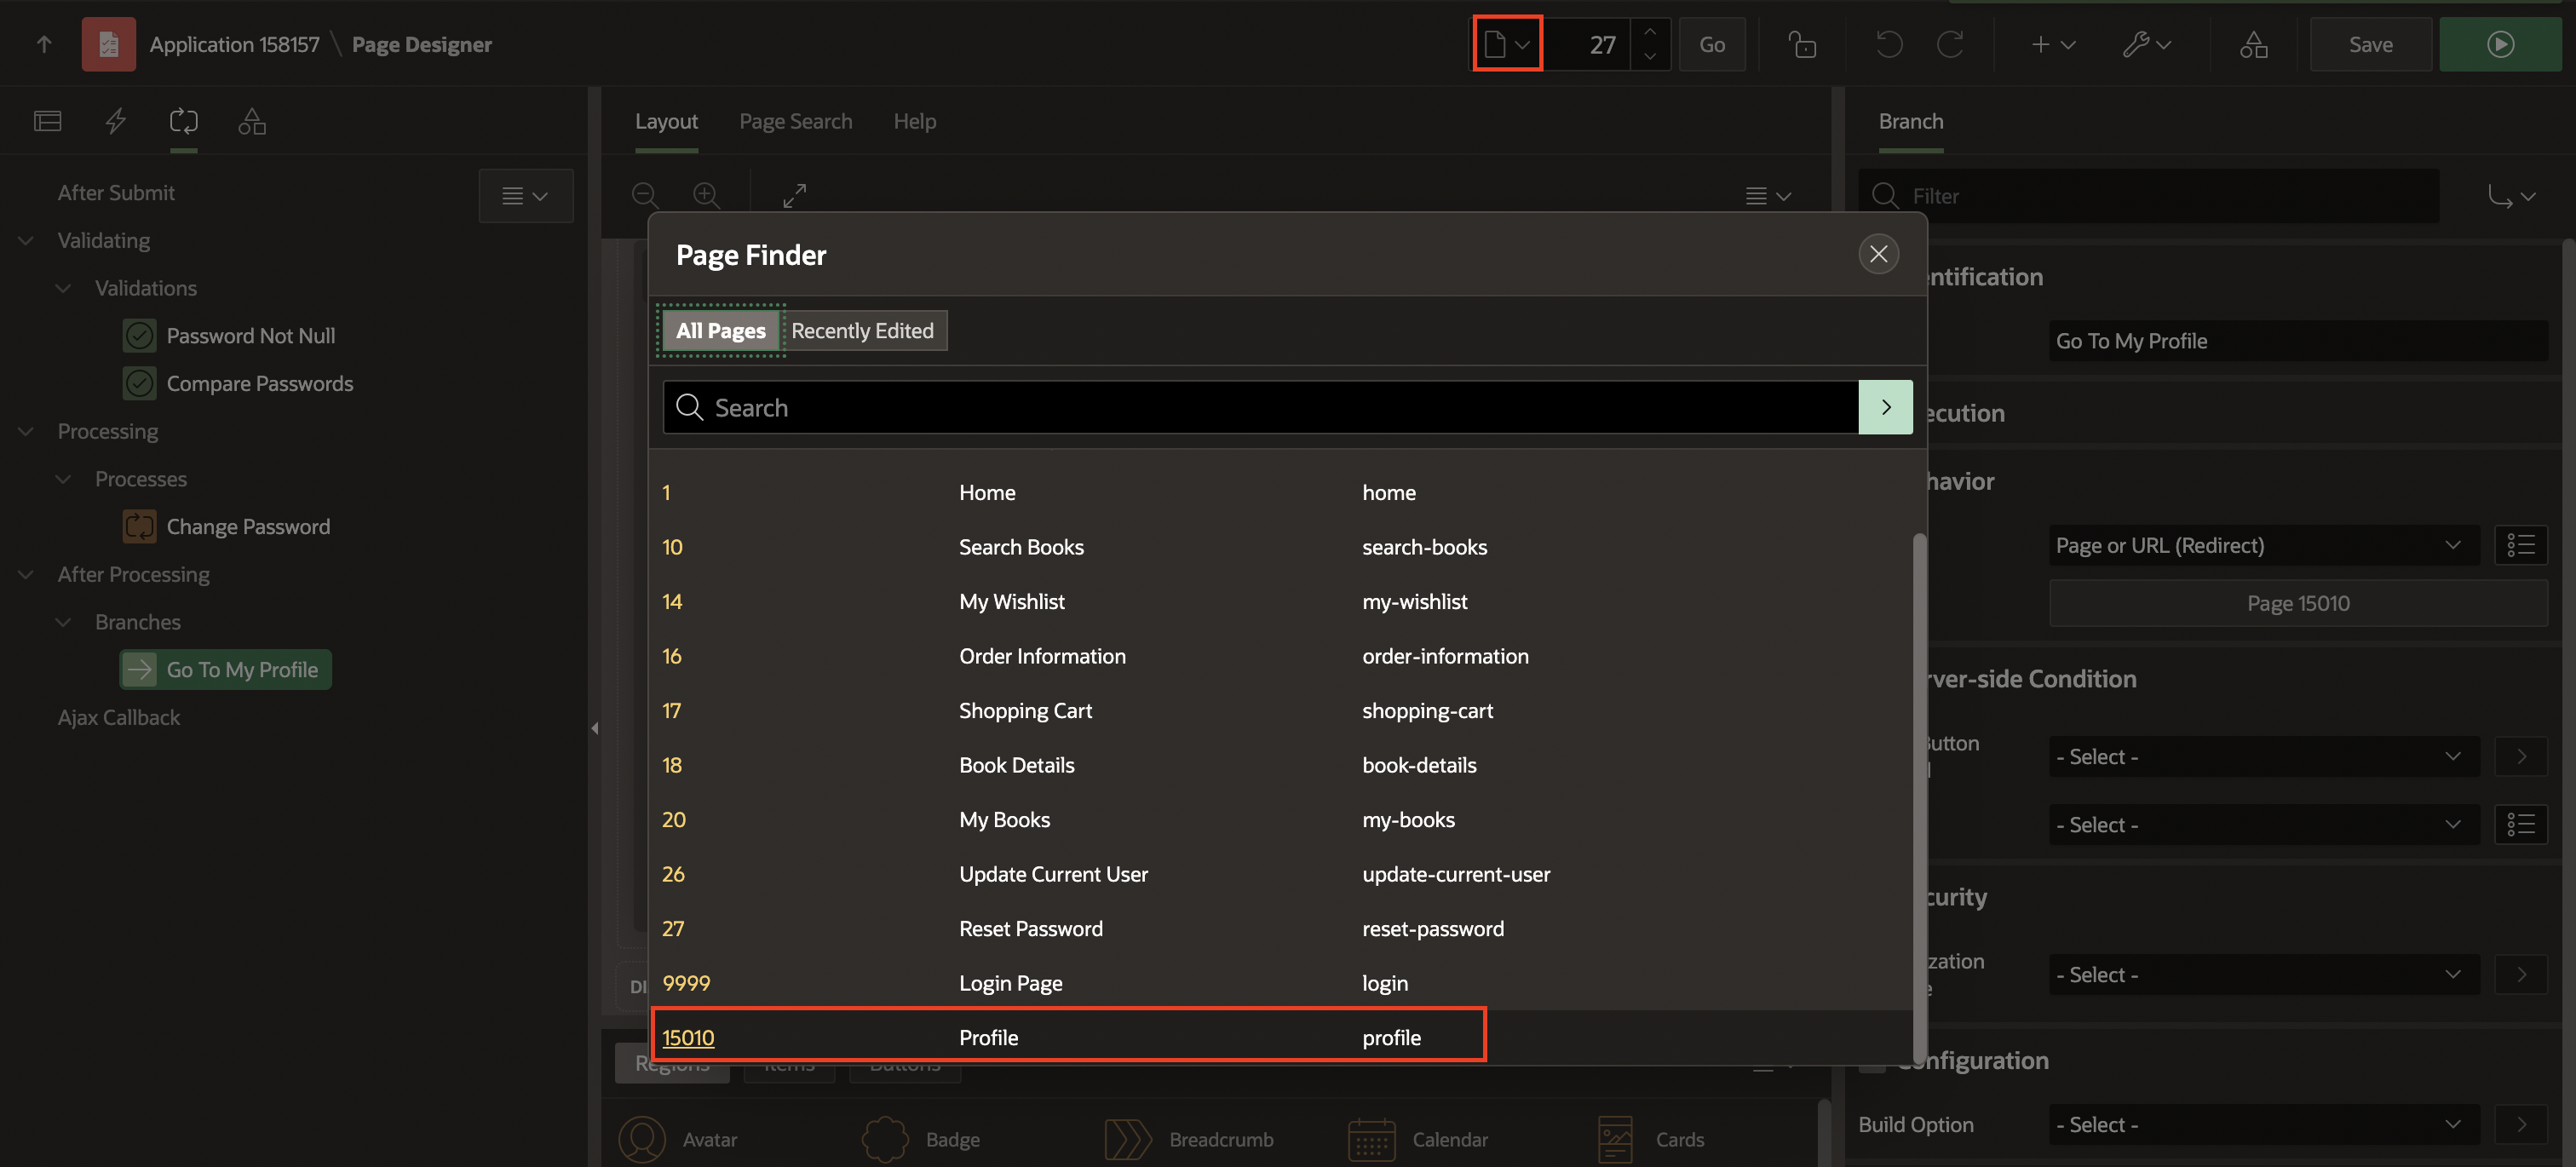 Application 158157 \ Page Designer
27
Go
Save
Layout
Page Search
Help
Branch
After Submit
Validating
Validations
Password Not Null
Compare Passwords
Processing
Processes
Change Password
After Processing
Branches
Go To My Profile
Ajax Callback
Page Finder
All Pages
Recently Edited
Search
1 Home home
10 Search Books search-books
14 My Wishlist my-wishlist
16 Order Information order-information
17 Shopping Cart shopping-cart
18 Book Details book-details
20 My Books my-books
26 Update Current User update-current-user
27 Reset Password reset-password
9999 Login Page login
15010 Profile profile
Regions
Items
Buttons
Avatar
Badge
Breadcrumb
Calendar
Cards
Filter
ntification
Go To My Profile
ecution
havior
Page or URL (Redirect)
Page 15010
rver-side Condition
utton
- Select -
- Select -
curity
zation
- Select -
onfiguration
Build Option
- Select -